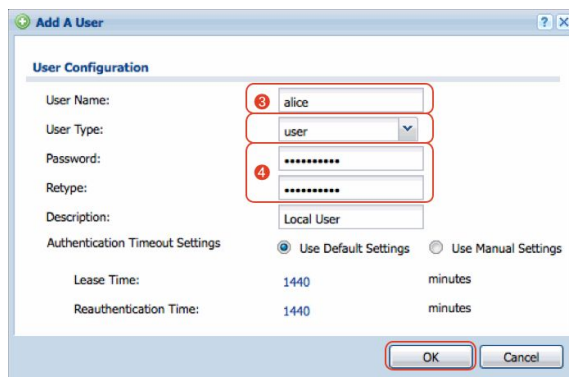 Add A User
User Configuration
User Name: 3 alice
User Type: user
Password: ••••••••••
4
Retype: ••••••••••
Description: Local User
Authentication Timeout Settings Use Default Settings Use Manual Settings
Lease Time: 1440 minutes
Reauthentication Time: 1440 minutes
OK Cancel